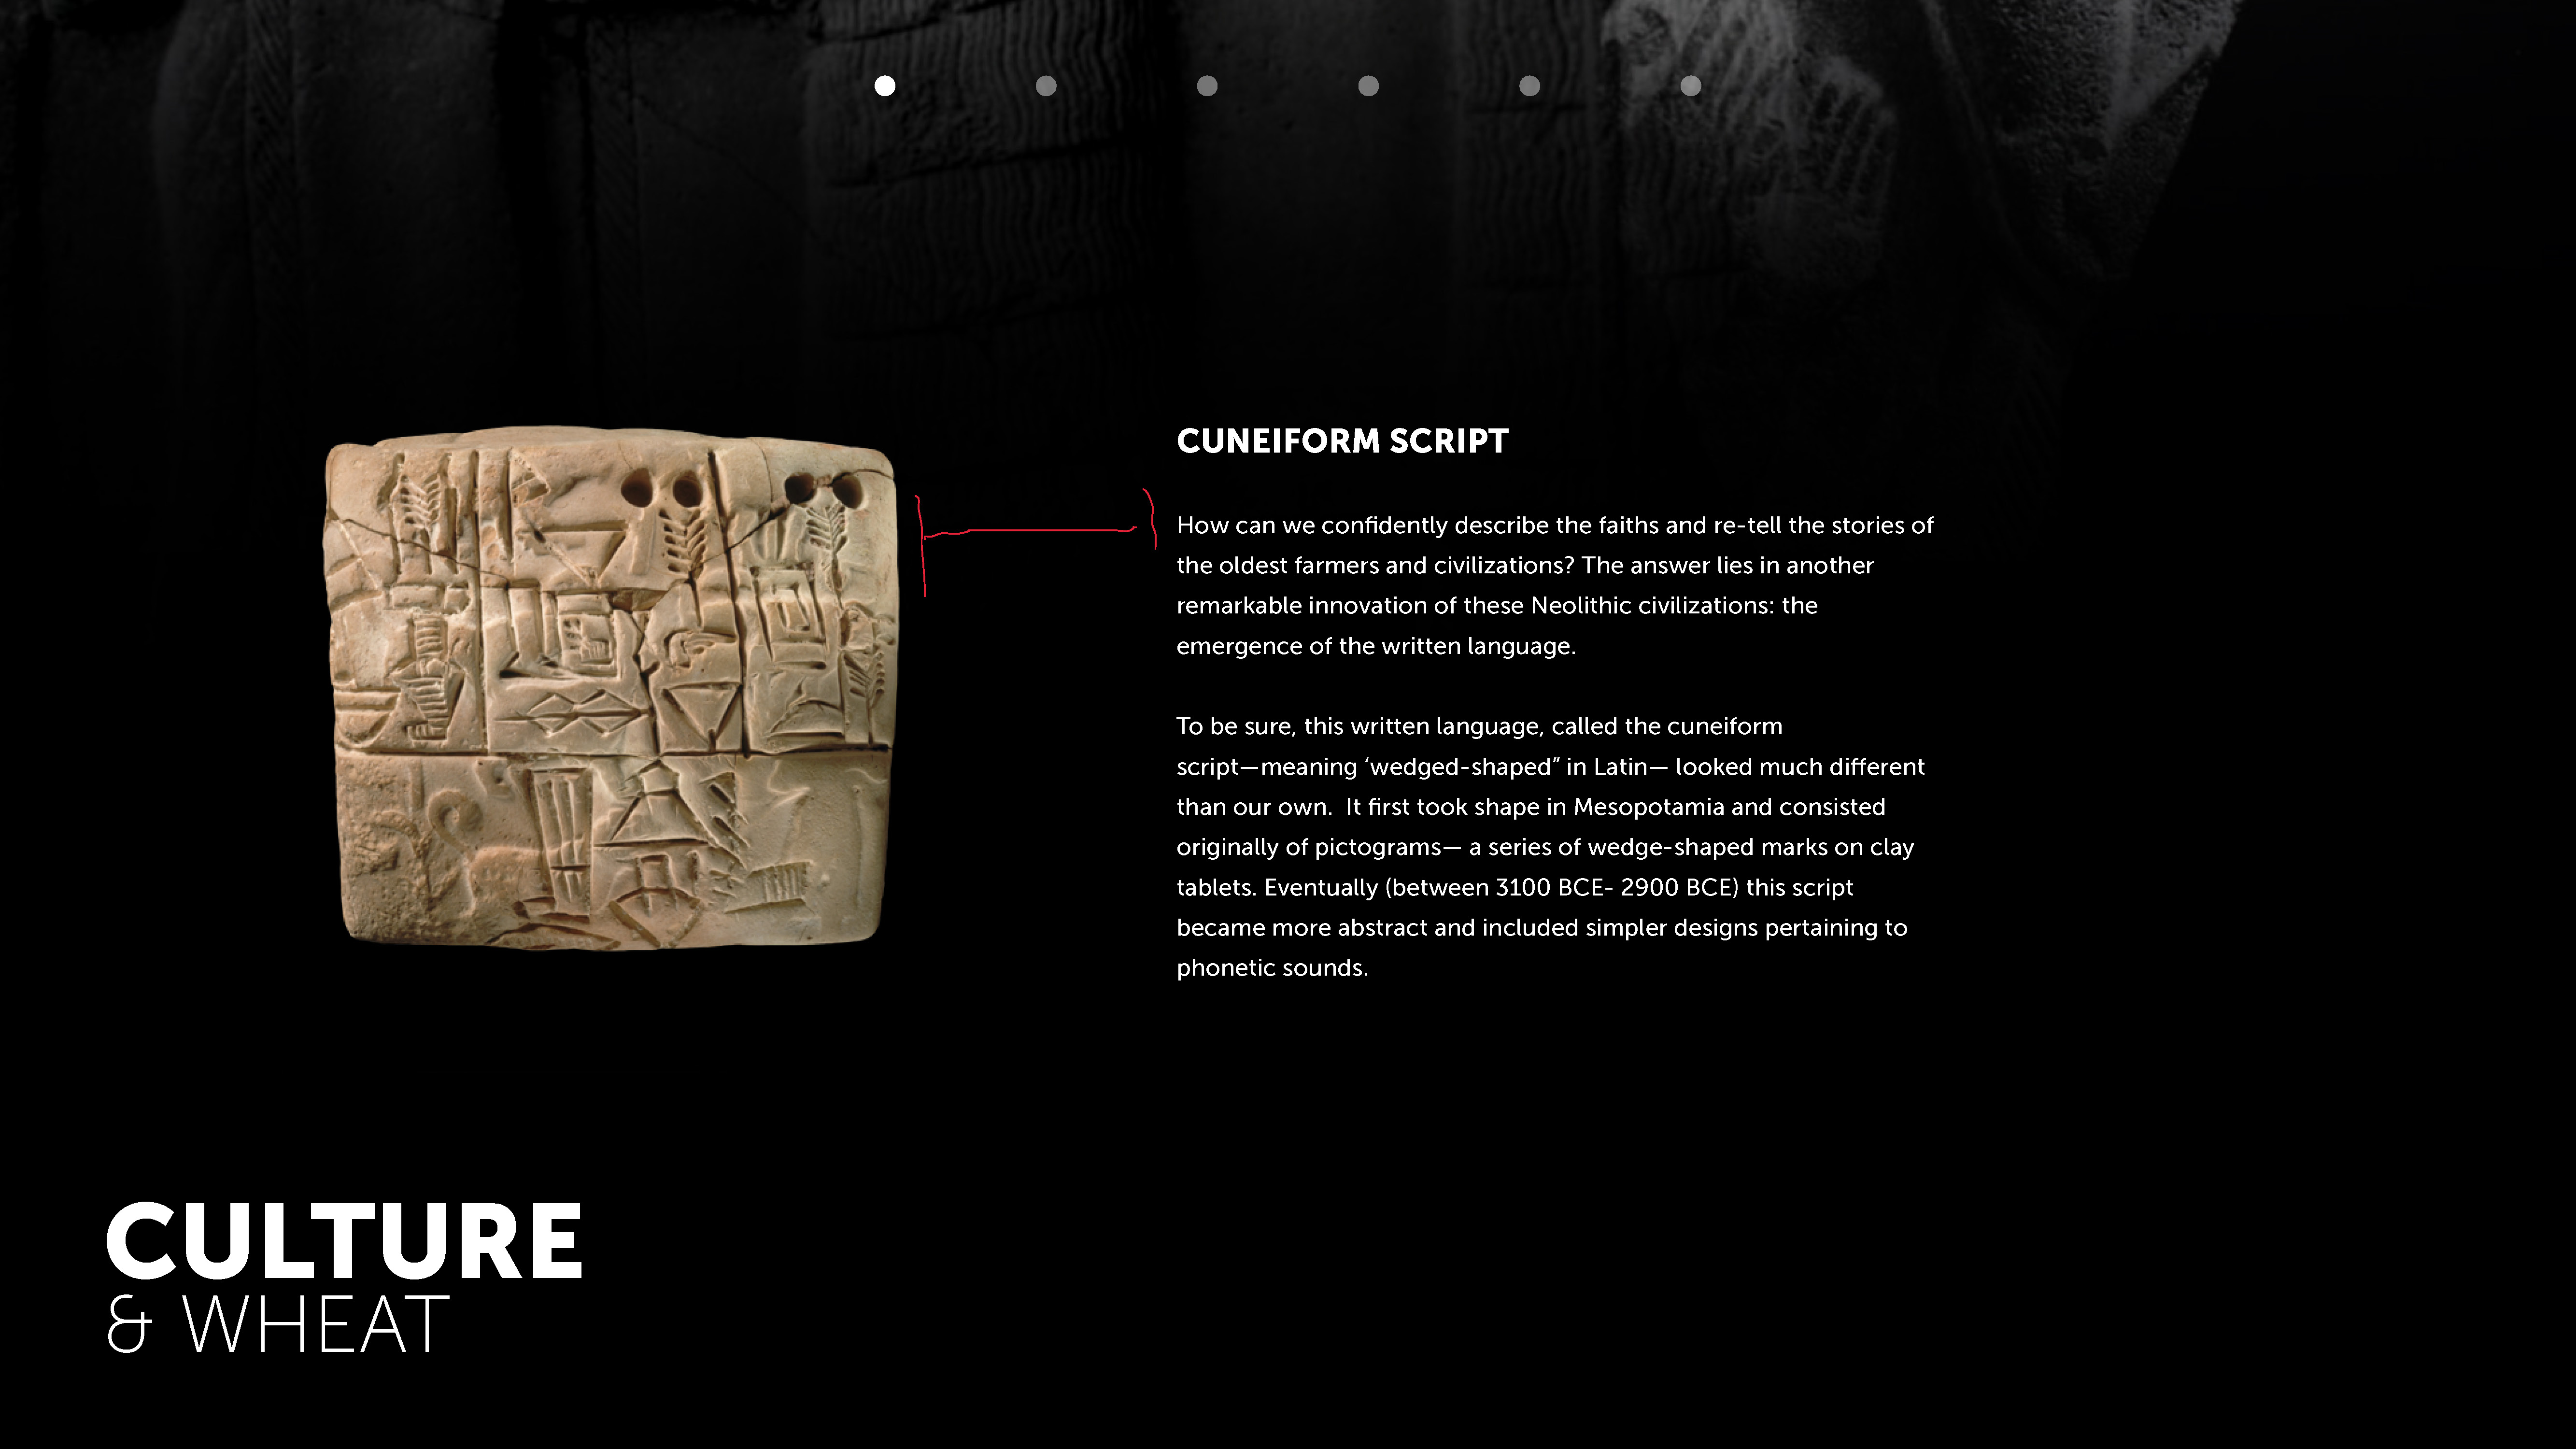 CUNEIFORM SCRIPT
How can we confidently describe the faiths and re-tell the stories of
the oldest farmers and civilizations? The answer lies in another
remarkable innovation of these Neolithic civilizations: the
emergence of the written language.
To be sure, this written language, called the cuneiform
script—meaning ‘wedged-shaped” in Latin— looked much different
than our own.  It first took shape in Mesopotamia and consisted
originally of pictograms— a series of wedge-shaped marks on clay
tablets. Eventually (between 3100 BCE- 2900 BCE) this script
became more abstract and included simpler designs pertaining to
phonetic sounds.
CULTURE
& WHEAT